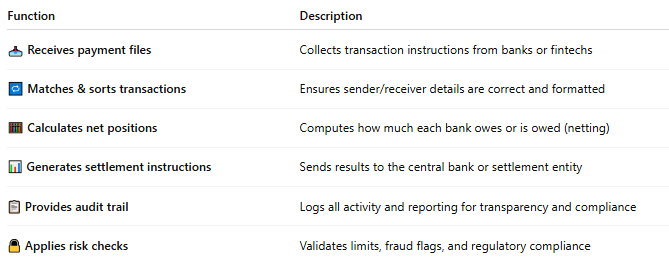 Function Description
Receives payment files Collects transaction instructions from banks or fintechs
Matches & sorts transactions Ensures sender/receiver details are correct and formatted
Calculates net positions Computes how much each bank owes or is owed (netting)
Generates settlement instructions Sends results to the central bank or settlement entity
Provides audit trail Logs all activity and reporting for transparency and compliance
Applies risk checks Validates limits, fraud flags, and regulatory compliance